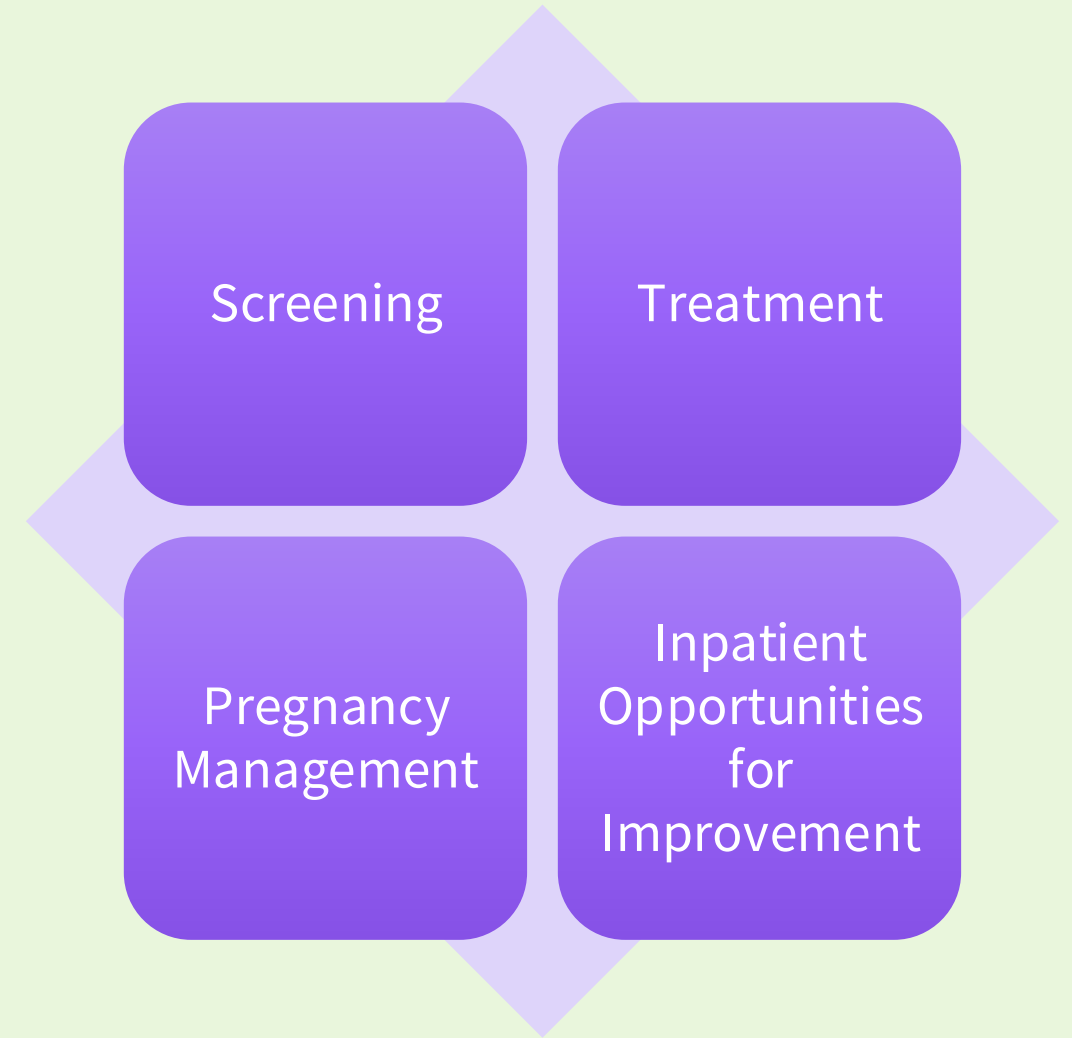 Screening
Treatment
Pregnancy
Management
Inpatient
Opportunities
for
Improvement